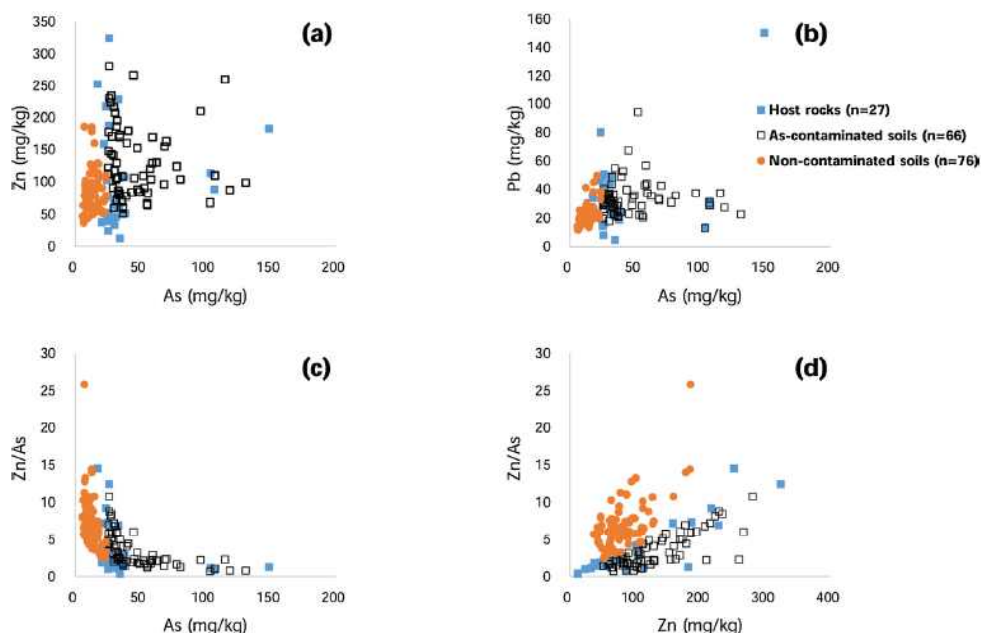 (a)
350
300
250
200
150
100
50
0
Zn (mg/kg)
0 50 100 150 200
As (mg/kg)
(b)
160
140
120
100
80
60
40
20
0
Pb (mg/kg)
0 50 100 150 200
As (mg/kg)
Host rocks (n=27)
As-contaminated soils (n=66)
Non-contaminated soils (n=76)
(c)
30
25
20
15
10
5
0
Zn/As
0 50 100 150 200
As (mg/kg)
(d)
30
25
20
15
10
5
0
Zn/As
0 100 200 300 400
Zn (mg/kg)